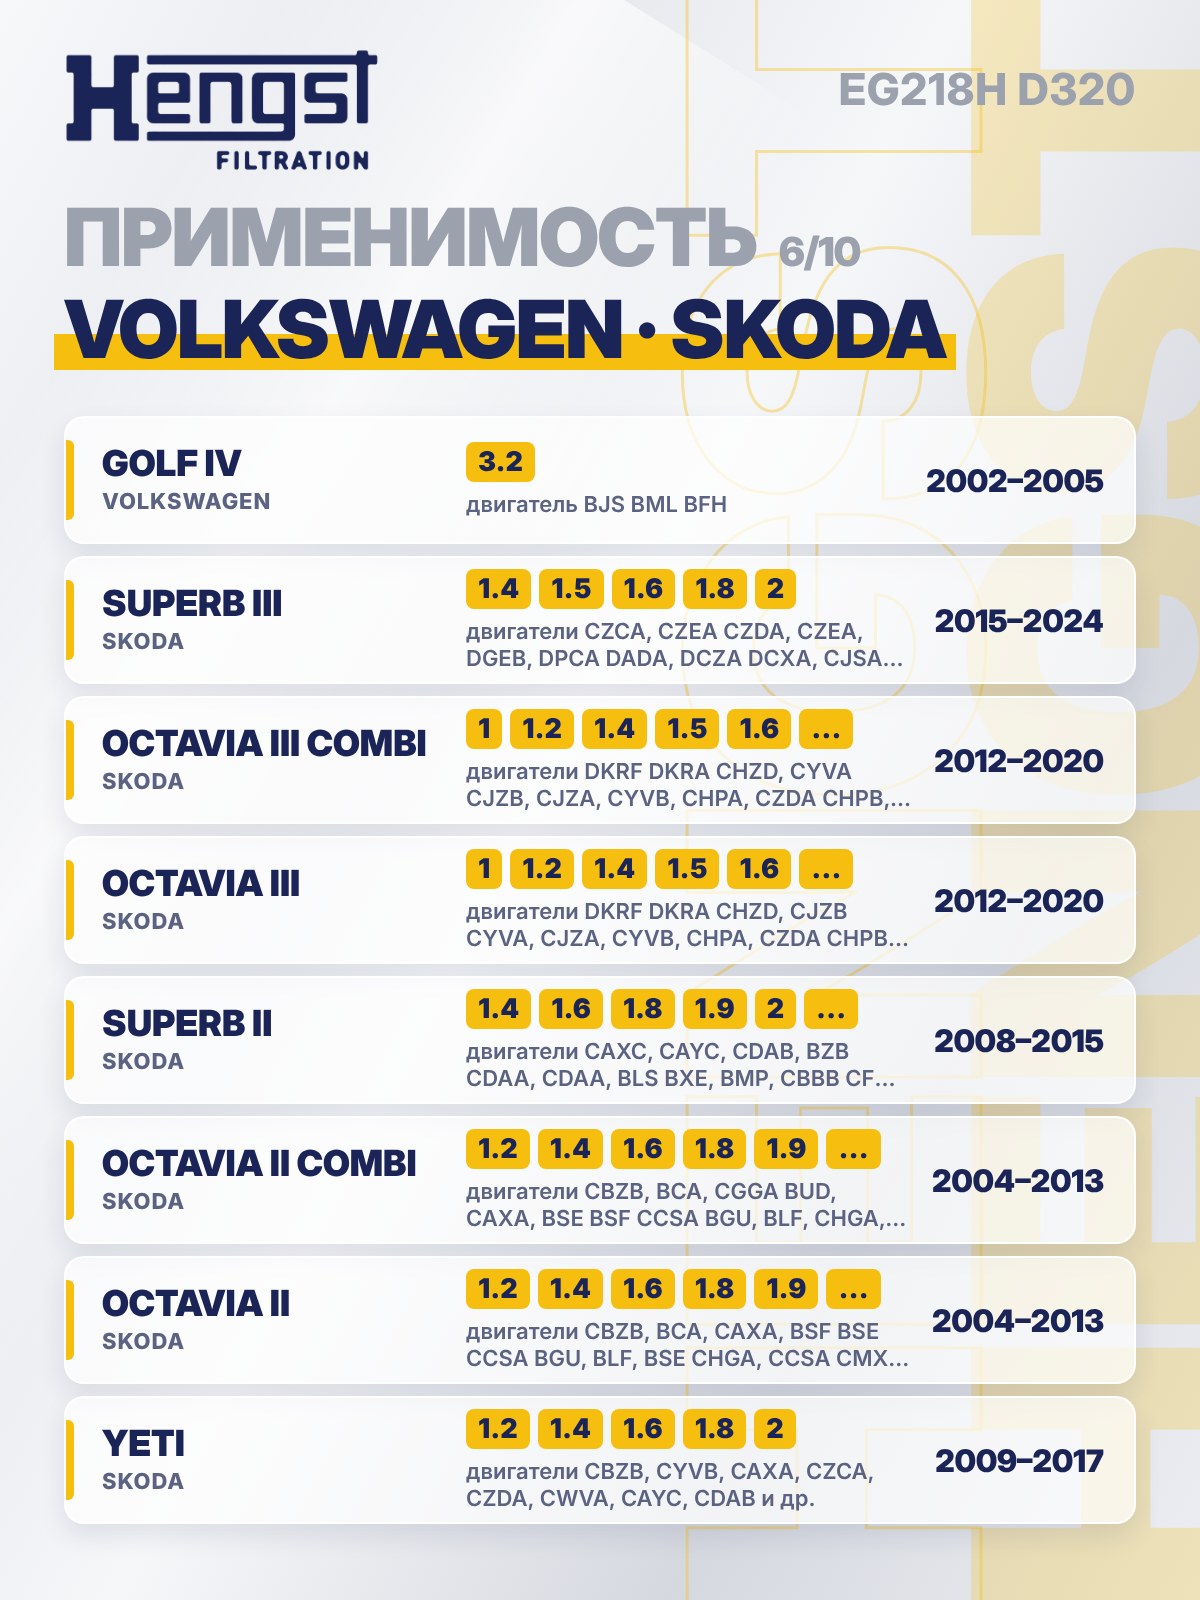 Hengst
FILTRATION
EG218H D320
ПРИМЕНИМОСТЬ 6/10
VOLKSWAGEN · SKODA
GOLF IV
VOLKSWAGEN
3.2
двигатель BJS BML BFH
2002–2005
SUPERB III
SKODA
1.4 1.5 1.6 1.8 2
двигатели CZCA, CZEA CZDA, CZEA,
DGEB, DPCA DADA, DCZA DCXA, CJSA...
2015–2024
OCTAVIA III COMBI
SKODA
1 1.2 1.4 1.5 1.6 ...
двигатели DKRF DKRA CHZD, CYVA
CJZB, CJZA, CYVB, CHPA, CZDA CHPB,...
2012–2020
OCTAVIA III
SKODA
1 1.2 1.4 1.5 1.6 ...
двигатели DKRF DKRA CHZD, CJZB
CYVA, CJZA, CYVB, CHPA, CZDA CHPB...
2012–2020
SUPERB II
SKODA
1.4 1.6 1.8 1.9 2 ...
двигатели CAXC, CAYC, CDAB, BZB
CDAA, CDAA, BLS BXE, BMP, CBBB CF...
2008–2015
OCTAVIA II COMBI
SKODA
1.2 1.4 1.6 1.8 1.9 ...
двигатели CBZB, BCA, CGGA BUD,
CAXA, BSE BSF CCSA BGU, BLF, CHGA,...
2004–2013
OCTAVIA II
SKODA
1.2 1.4 1.6 1.8 1.9 ...
двигатели CBZB, BCA, CAXA, BSF BSE
CCSA BGU, BLF, BSE CHGA, CCSA CMX...
2004–2013
YETI
SKODA
1.2 1.4 1.6 1.8 2
двигатели CBZB, CYVB, CAXA, CZCA,
CZDA, CWVA, CAYC, CDAB и др.
2009–2017
HENGST